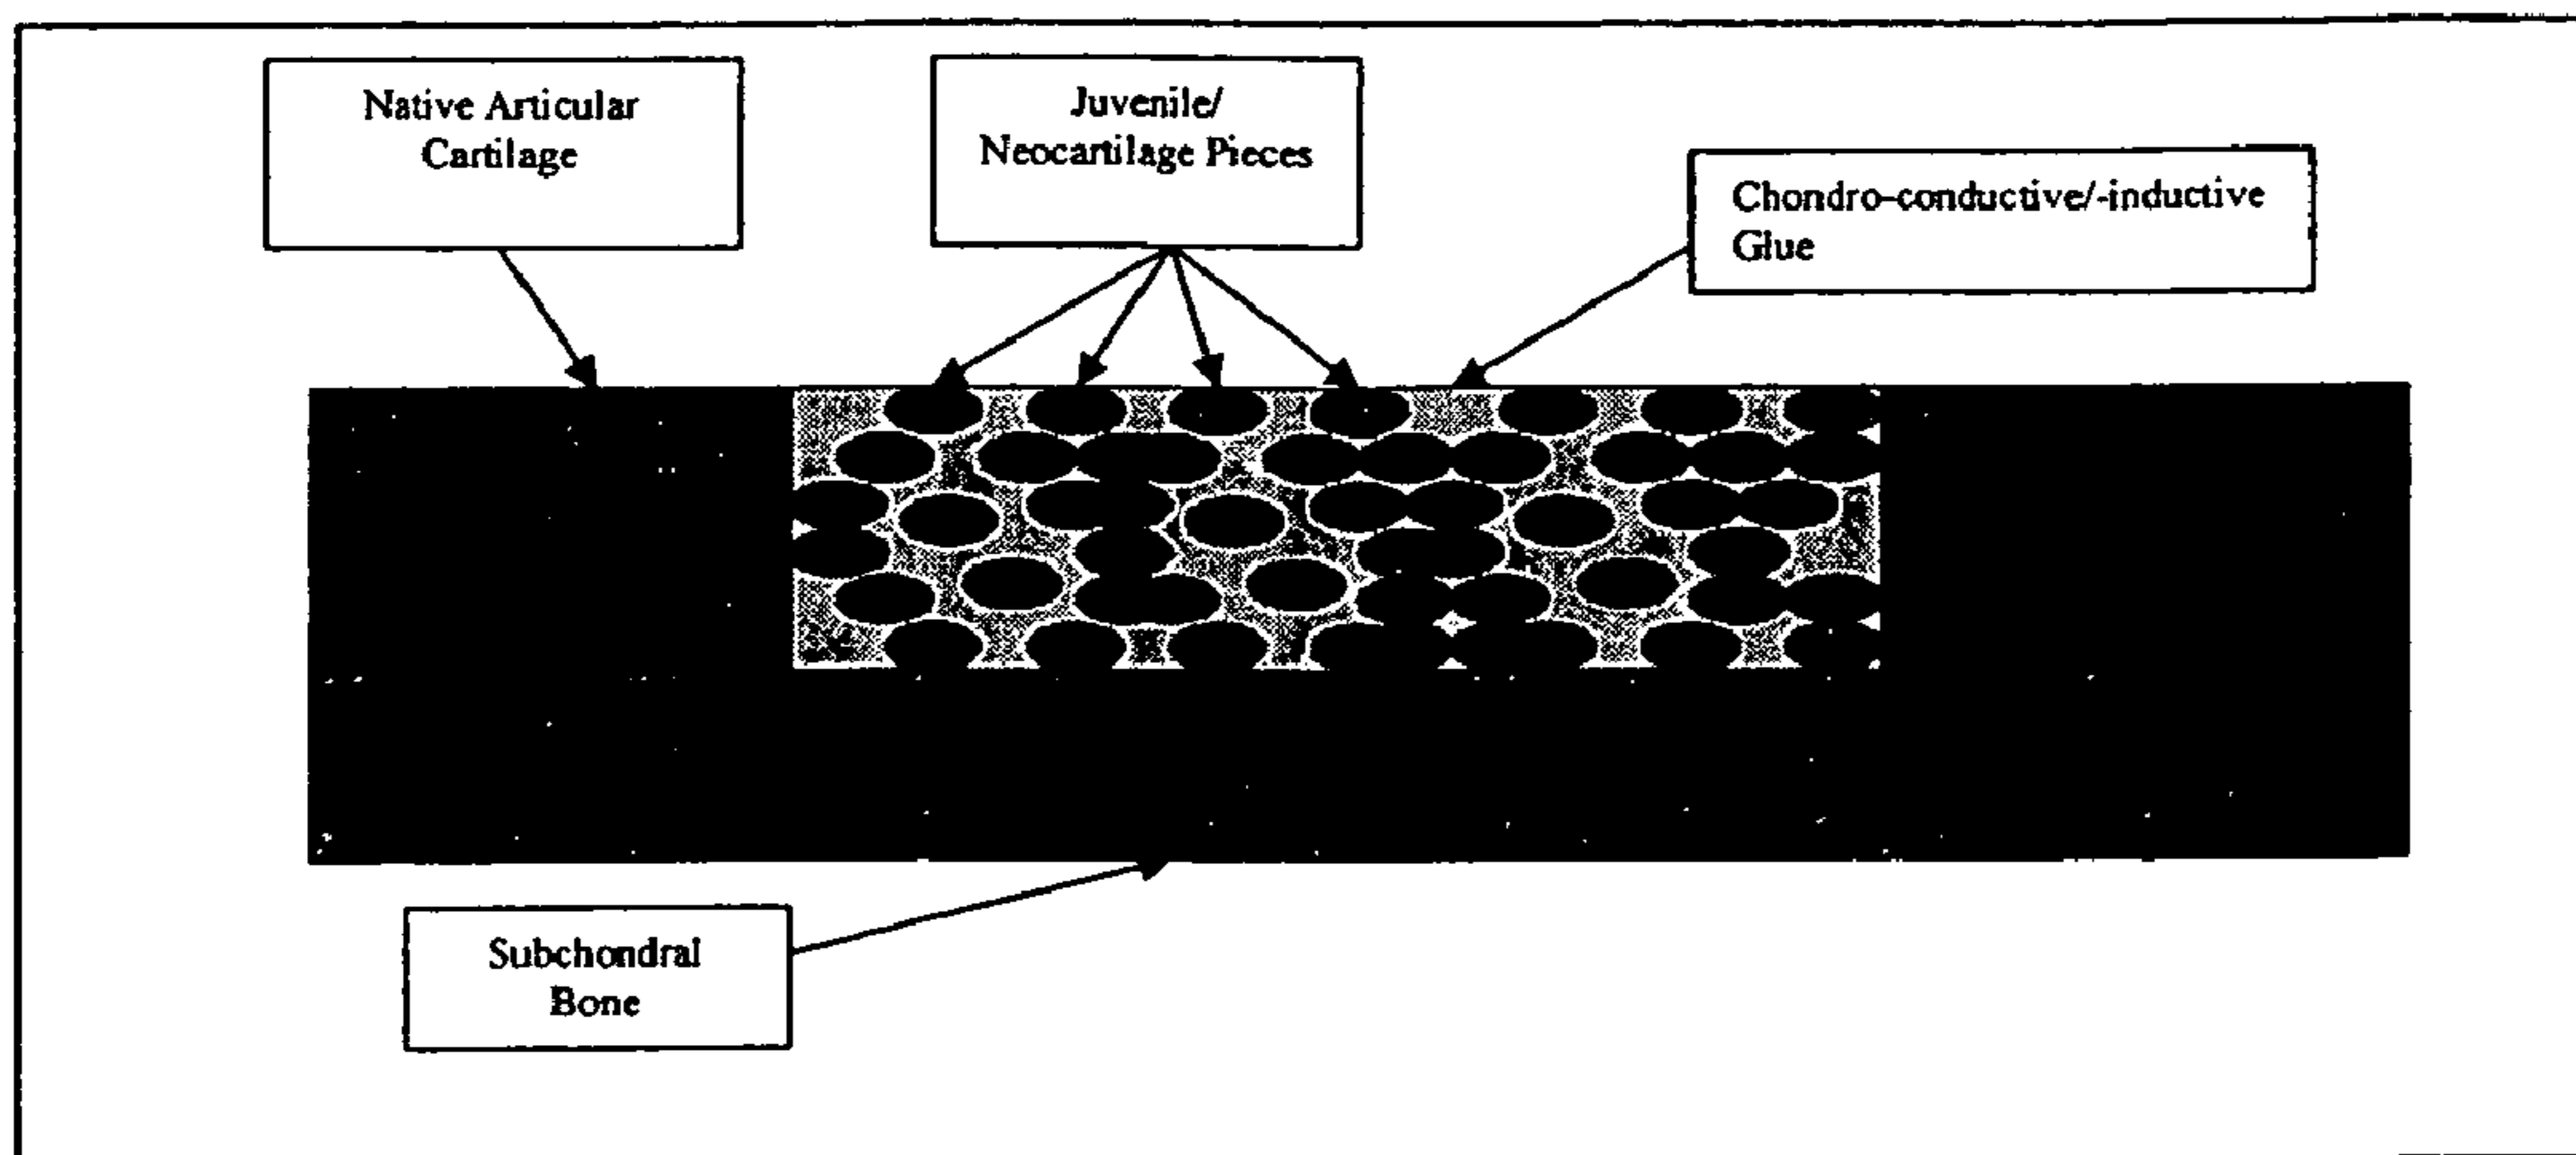 Native Articular
Cartilage
Juvenile/
Neocartilage Pieces
Chondro-conductive/-inductive
Glue
Subchondral
Bone